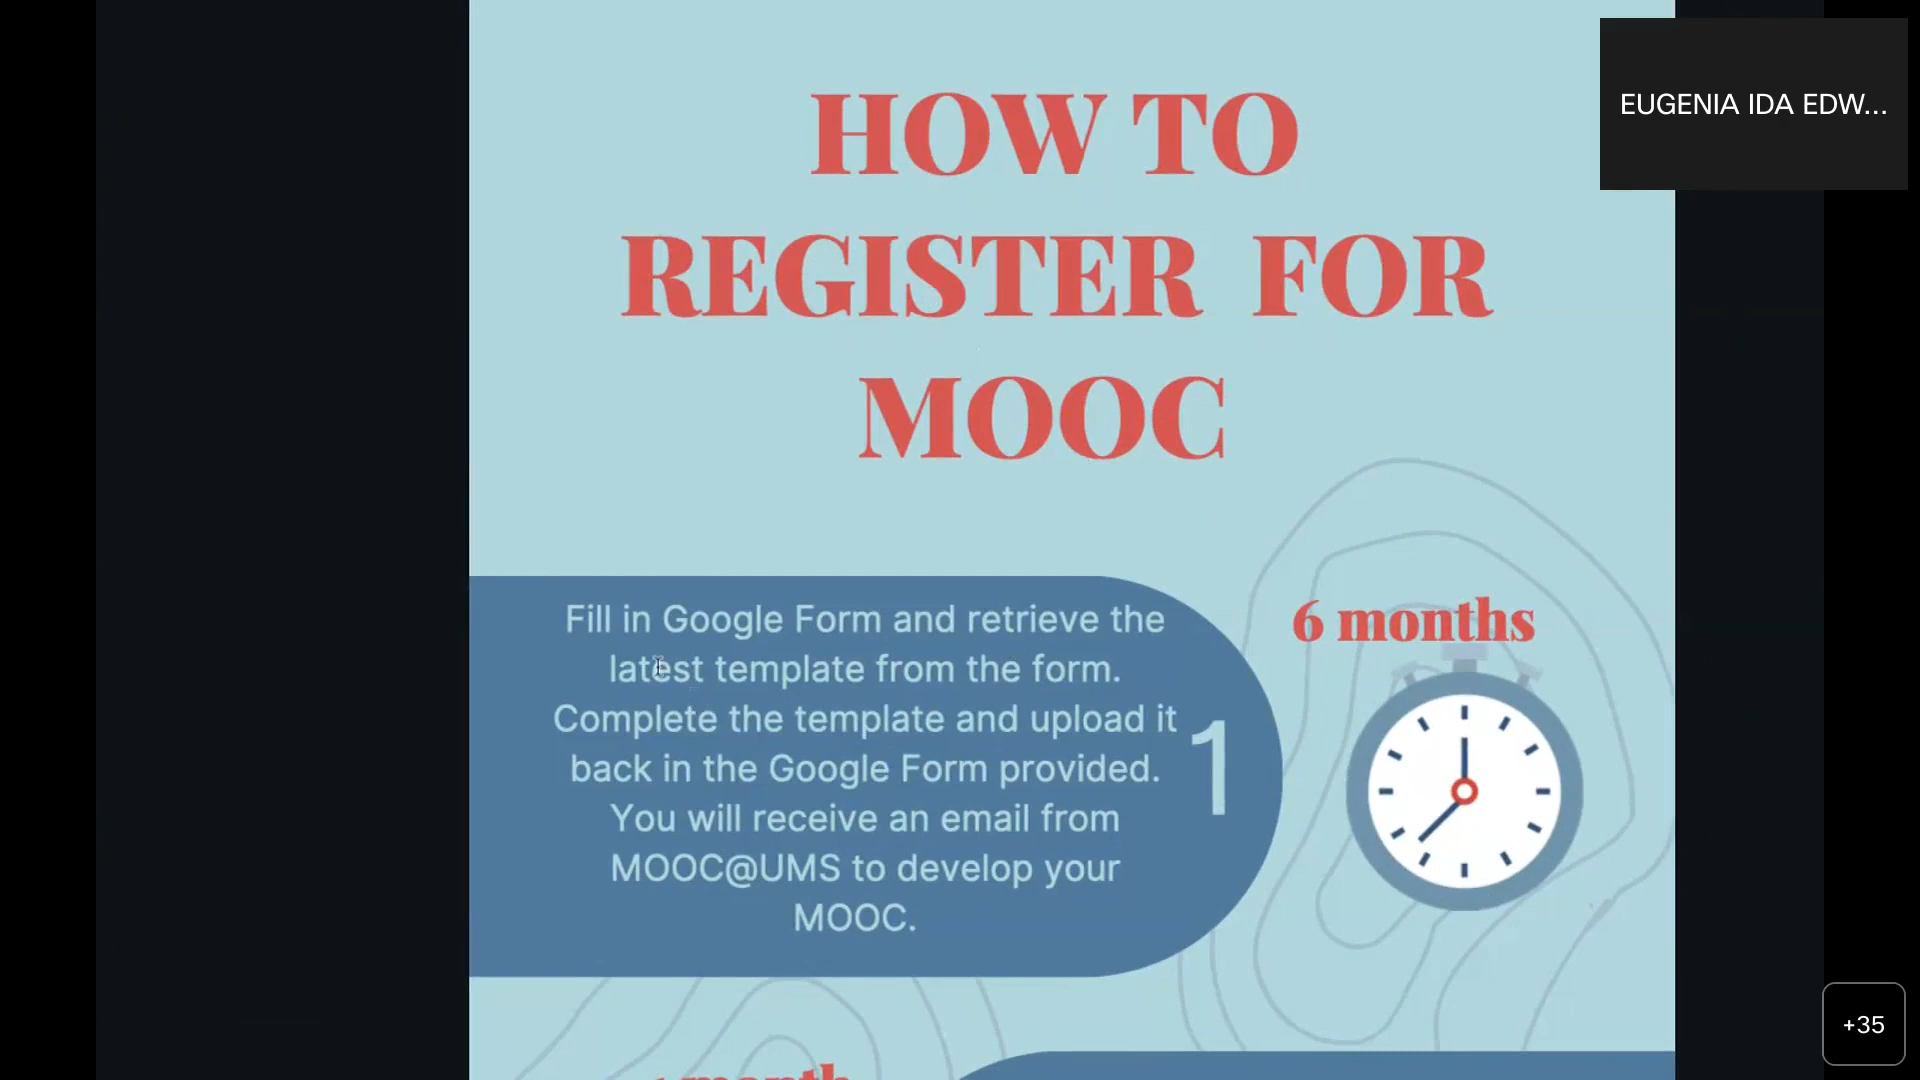 HOW TO
REGISTER FOR
MOOC
EUGENIA IDA EDW...
Fill in Google Form and retrieve the
latest template from the form.
Complete the template and upload it
back in the Google Form provided.
You will receive an email from
MOOC@UMS to develop your
MOOC.
1
6 months
month
+35